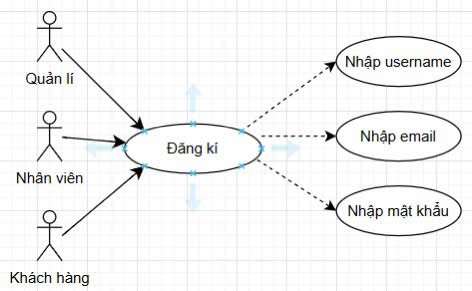 Quản lí
Nhân viên
Khách hàng
Đăng kí
Nhập username
Nhập email
Nhập mật khẩu